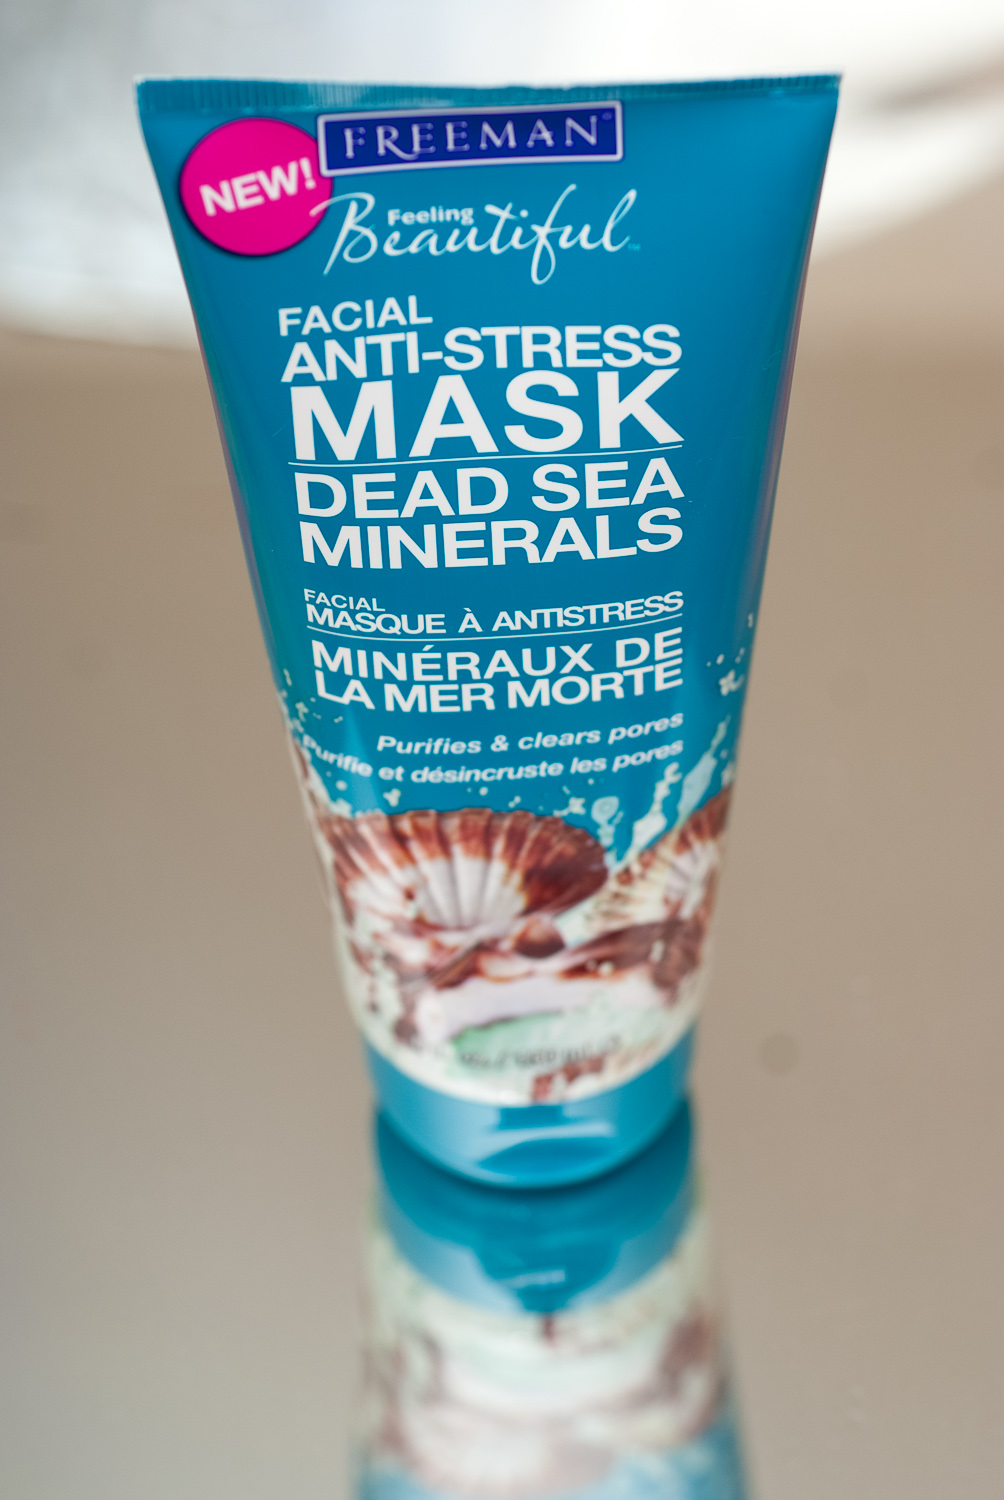 NEW!
FREEMAN
Feeling
Beautiful™
FACIAL
ANTI-STRESS
MASK
DEAD SEA
MINERALS
FACIAL
MASQUE À ANTISTRESS
MINÉRAUX DE
LA MER MORTE
Purifies & clears pores
Purifie et désincruste les pores